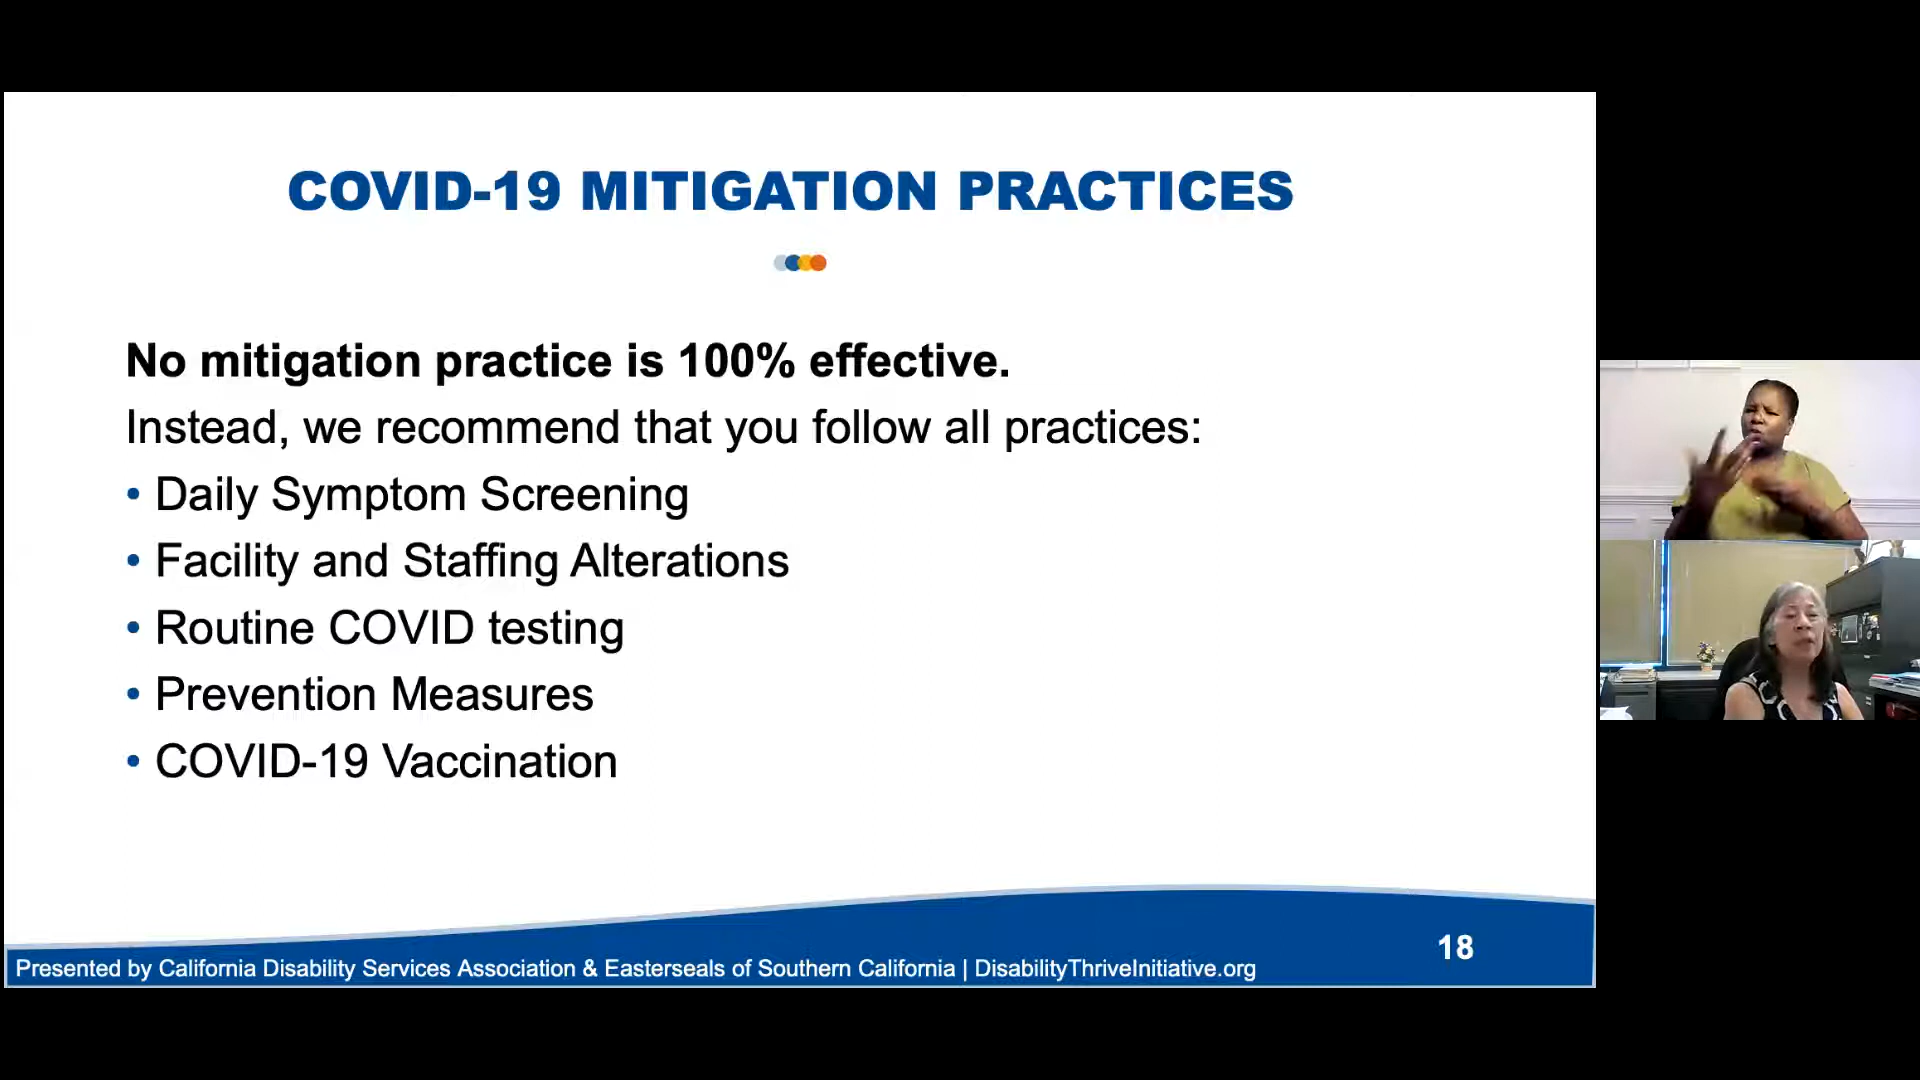 COVID-19 MITIGATION PRACTICES
No mitigation practice is 100% effective.
Instead, we recommend that you follow all practices:
• Daily Symptom Screening
• Facility and Staffing Alterations
• Routine COVID testing
• Prevention Measures
• COVID-19 Vaccination
18
Presented by California Disability Services Association & Easterseals of Southern California | DisabilityThriveInitiative.org